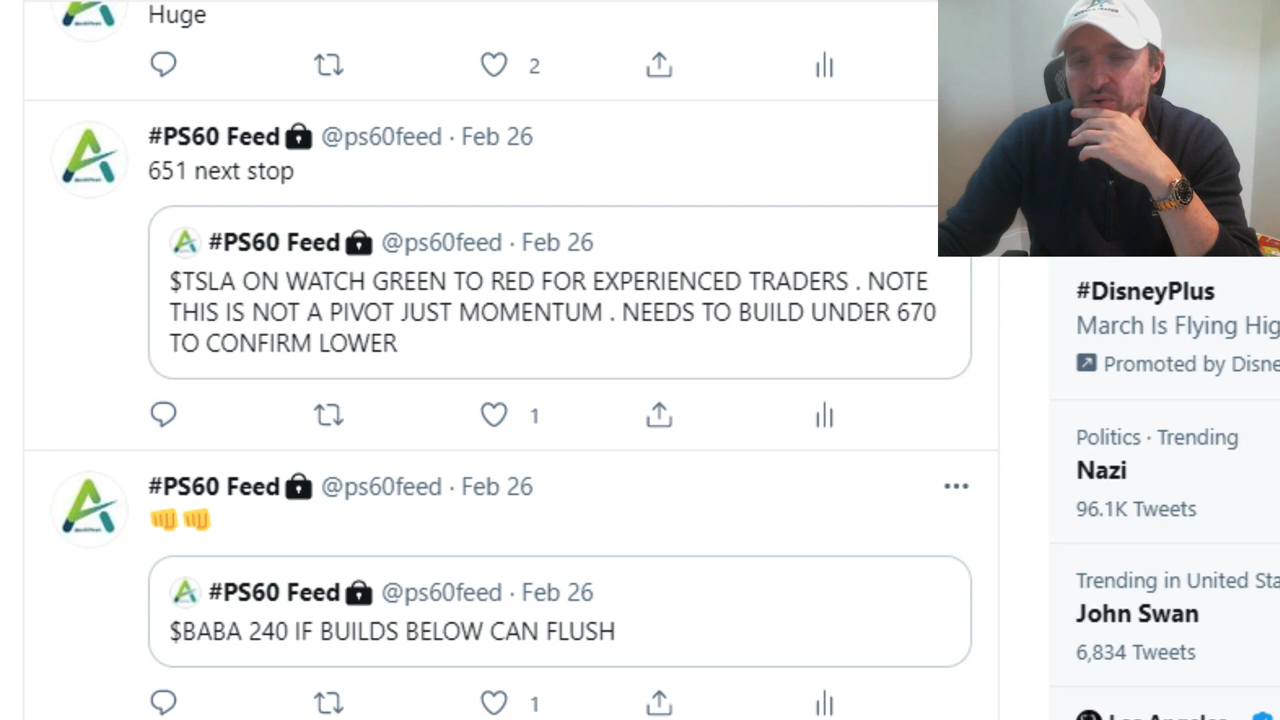 Huge
2
#PS60 Feed @ps60feed · Feb 26
651 next stop
#PS60 Feed @ps60feed · Feb 26
$TSLA ON WATCH GREEN TO RED FOR EXPERIENCED TRADERS . NOTE
THIS IS NOT A PIVOT JUST MOMENTUM . NEEDS TO BUILD UNDER 670
TO CONFIRM LOWER
1
#PS60 Feed @ps60feed · Feb 26
👊👊
#PS60 Feed @ps60feed · Feb 26
$BABA 240 IF BUILDS BELOW CAN FLUSH
1
#DisneyPlus
March Is Flying Hig
Promoted by Disne
Politics · Trending
Nazi
96.1K Tweets
Trending in United Sta
John Swan
6,834 Tweets
Los Angeles